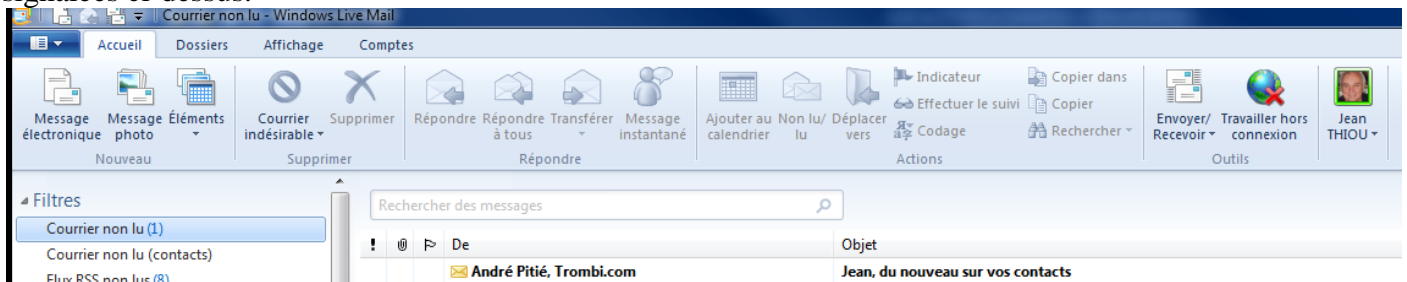 signalées ci-dessus.
Courrier non lu - Windows Live Mail
Accueil Dossiers Affichage Comptes
Message électronique
Message photo
Éléments
Nouveau
Courrier indésirable
Supprimer
Supprimer
Répondre
Répondre à tous
Transférer
Message instantané
Répondre
Ajouter au calendrier
Non lu/ lu
Déplacer vers
Indicateur
Effectuer le suivi
Codage
Copier dans
Copier
Rechercher
Actions
Envoyer/ Recevoir
Travailler hors connexion
Outils
Jean THIOU
Filtres
Courrier non lu (1)
Courrier non lu (contacts)
Flux RSS non lus (8)
Rechercher des messages
! De Objet
André Pitié, Trombi.com Jean, du nouveau sur vos contacts